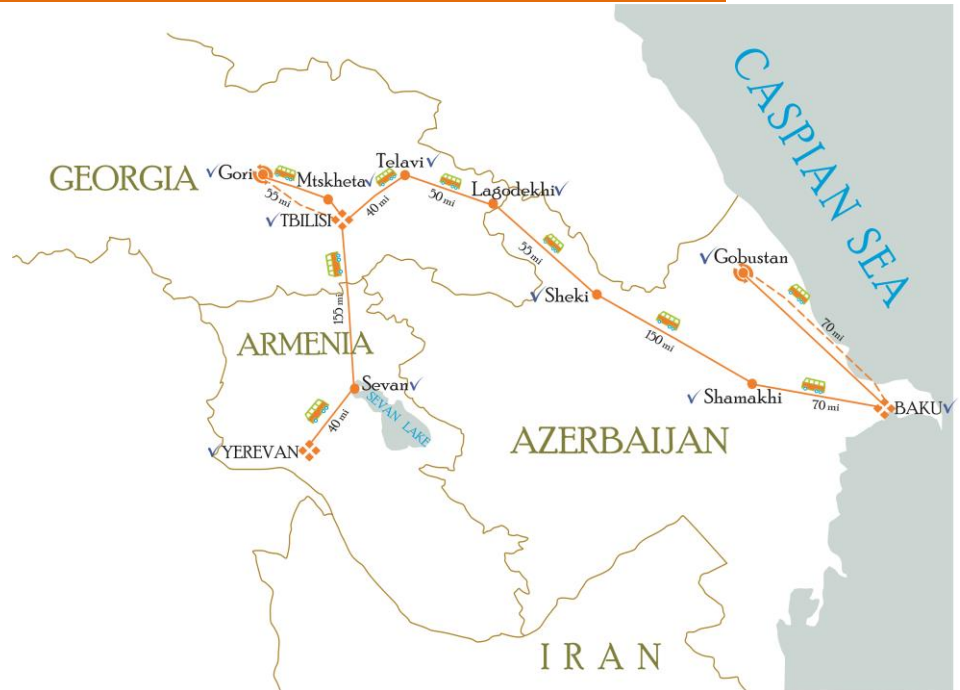 CASPIAN SEA
GEORGIA
Gori
Mtskheta
55 mi
TBILISI
Telavi
40 mi
50 mi
Lagodekhi
55 mi
Sheki
150 mi
Gobustan
70 mi
Shamakhi
70 mi
BAKU
155 mi
ARMENIA
Sevan
SEVAN LAKE
40 mi
YEREVAN
AZERBAIJAN
IRAN